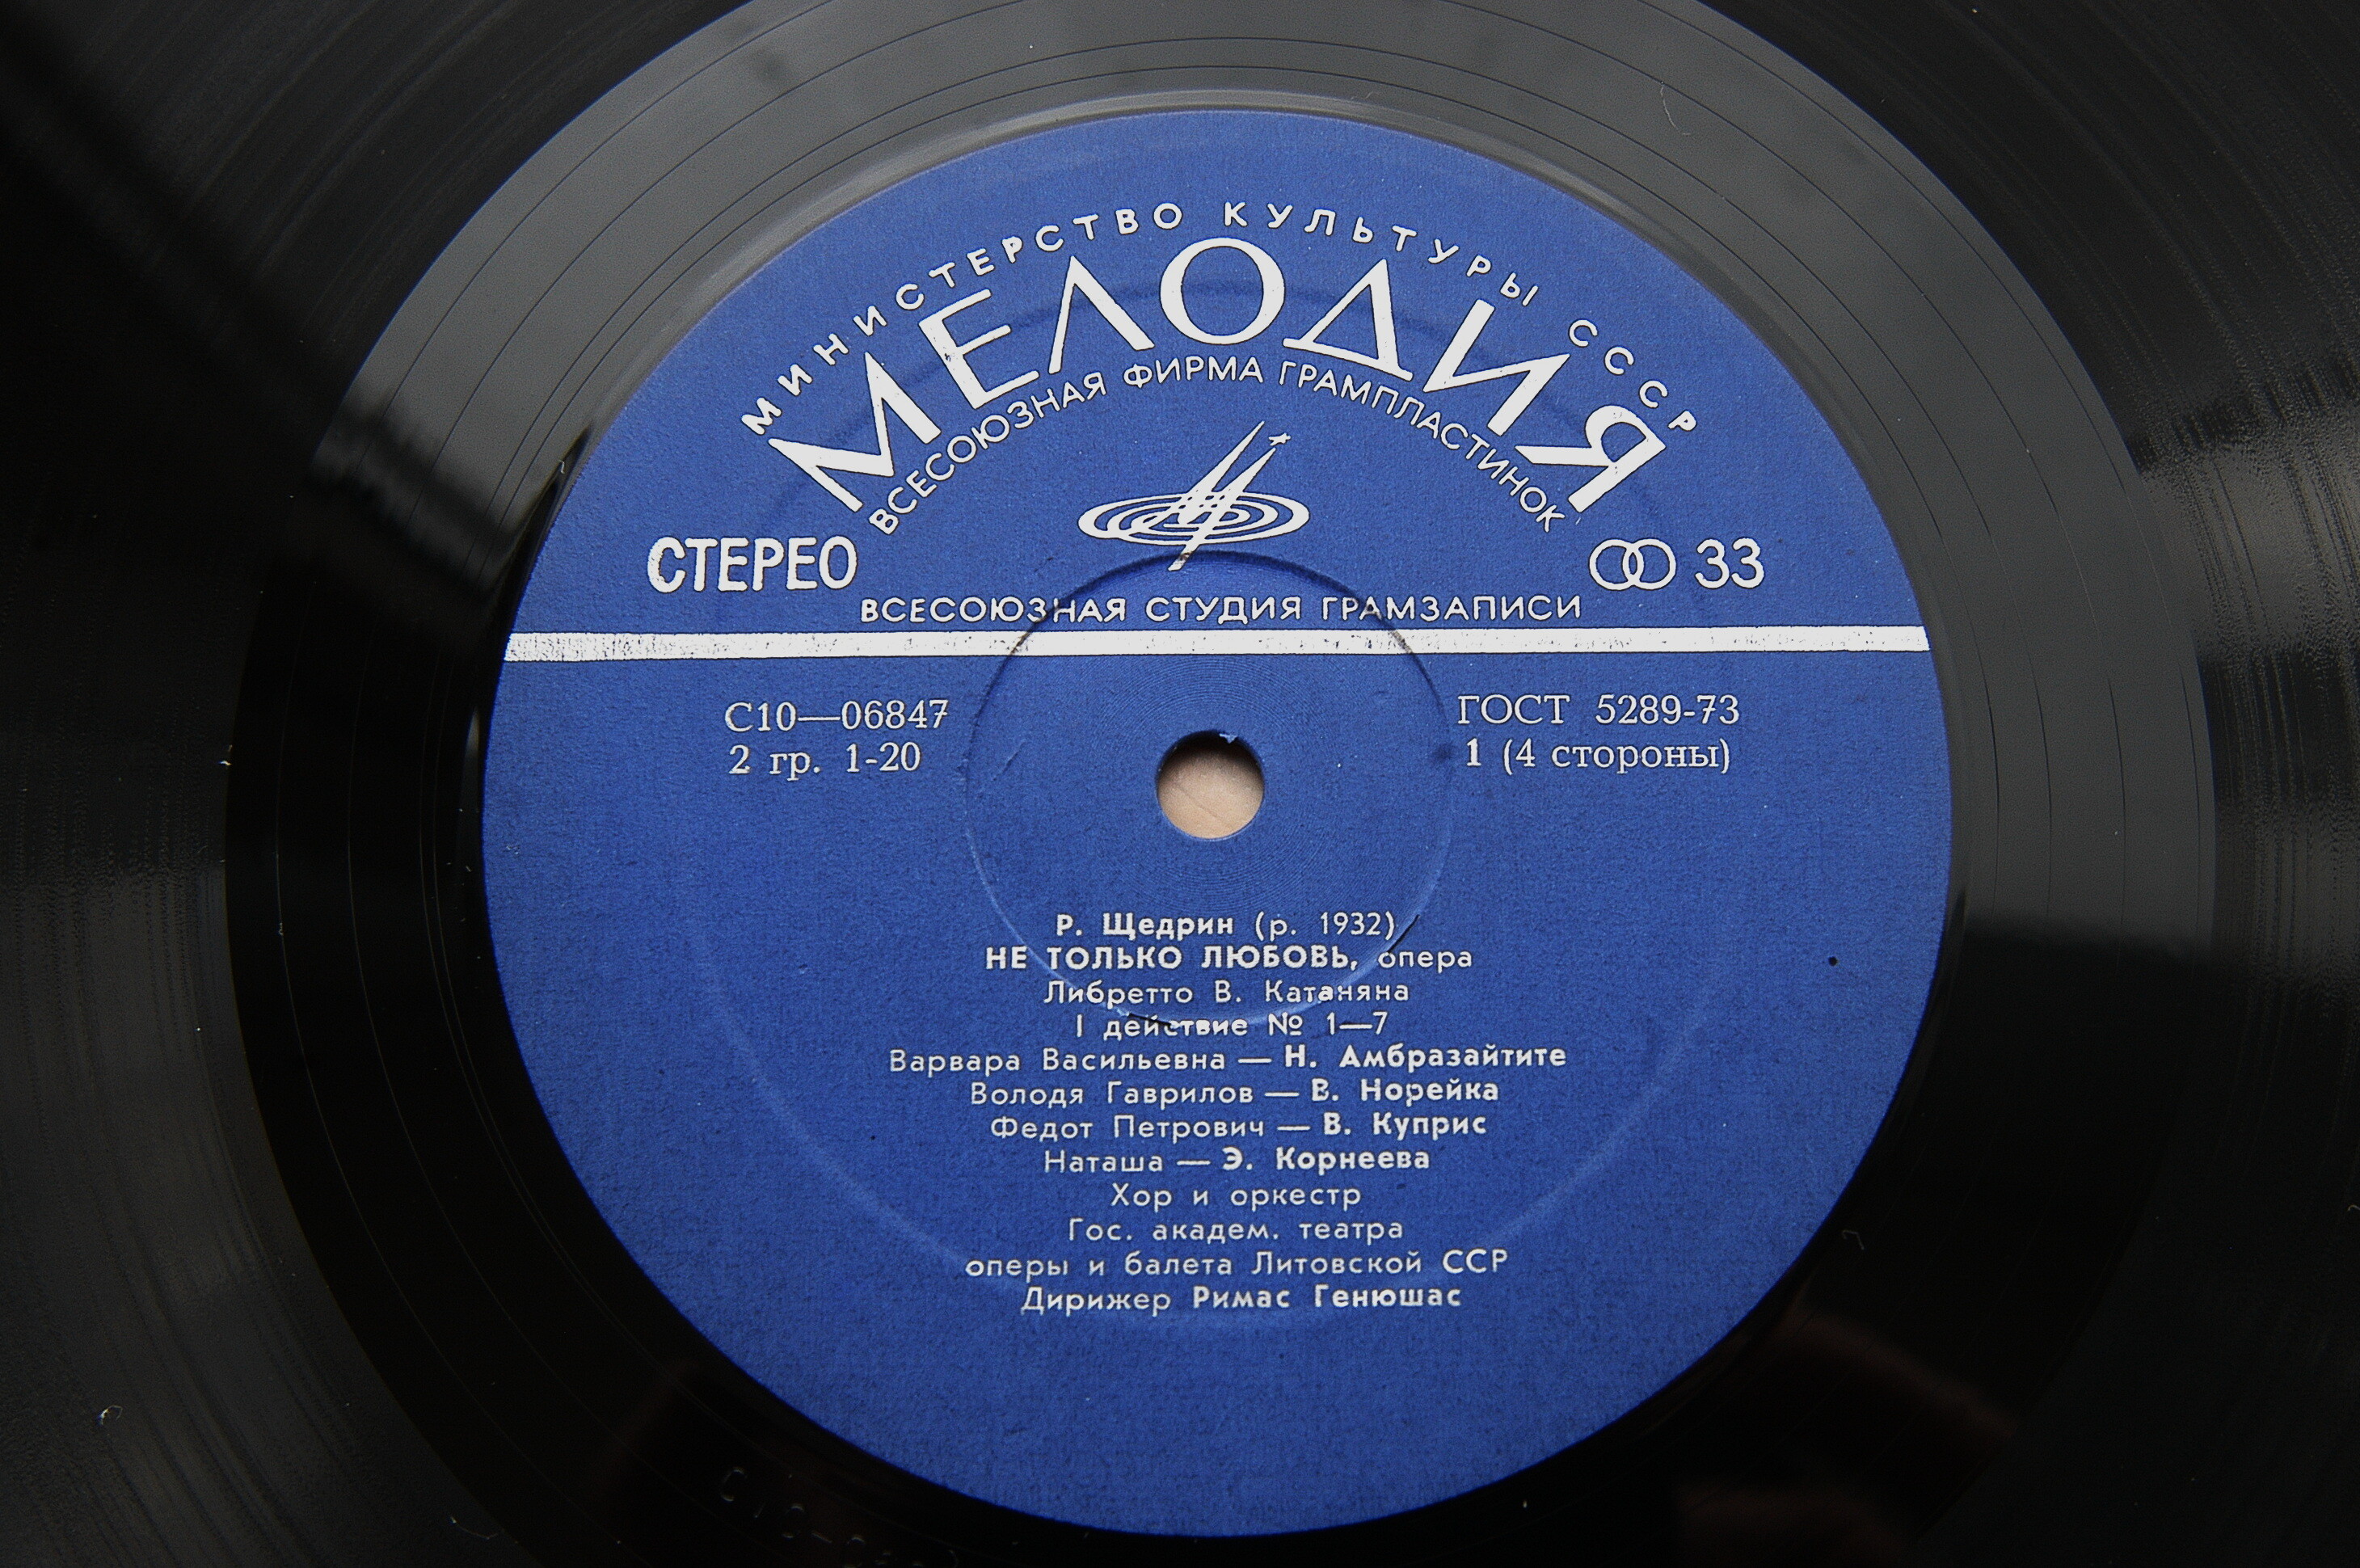 МИНИСТЕРСТВО КУЛЬТУРЫ СССР
МЕЛОДИЯ
ВСЕСОЮЗНАЯ ФИРМА ГРАМПЛАСТИНОК
СТЕРЕО
33
ВСЕСОЮЗНАЯ СТУДИЯ ГРАМЗАПИСИ
С10—06847
ГОСТ 5289-73
2 гр. 1-20
1 (4 стороны)
Р. Щедрин (р. 1932)
НЕ ТОЛЬКО ЛЮБОВЬ, опера
Либретто В. Катаняна
I действие № 1—7
Варвара Васильевна — Н. Амбразайтите
Володя Гаврилов — В. Норейка
Федот Петрович — В. Куприс
Наташа — Э. Корнеева
Хор и оркестр
Гос. академ. театра
оперы и балета Литовской ССР
Дирижер Римас Генюшас